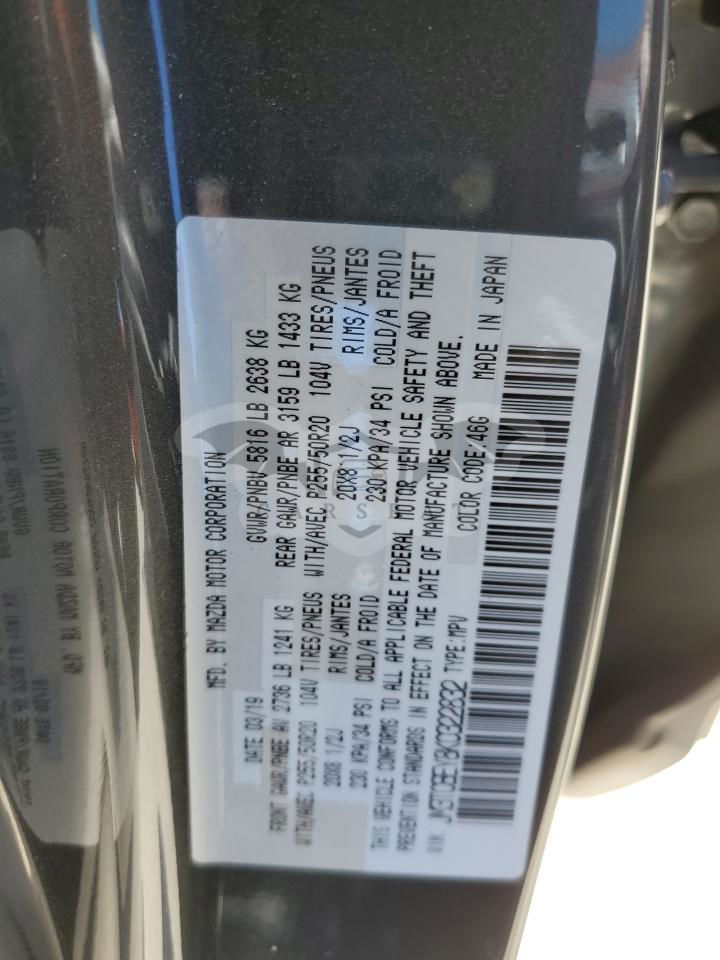 MFD. BY MAZDA MOTOR CORPORATION
DATE 03/19 GVWR/PNBV 5816 LB 2638 KG
FRONT GAWR/PNBE AV 2736 LB 1241 KG REAR GAWR/PNBE AR 3159 LB 1433 KG
WITH/AVEC P255/50R20 104V TIRES/PNEUS WITH/AVEC P255/50R20 104V TIRES/PNEUS
20X8 1/2J RIMS/JANTES 20X8 1/2J RIMS/JANTES
230 KPA/34 PSI COLD/A FROID 230 KPA/34 PSI COLD/A FROID
THIS VEHICLE CONFORMS TO ALL APPLICABLE FEDERAL MOTOR VEHICLE SAFETY AND THEFT
PREVENTION STANDARDS IN EFFECT ON THE DATE OF MANUFACTURE SHOWN ABOVE.
VIN: JM3TCBEY8K0322832 TYPE:MPV COLOR CODE/46G MADE IN JAPAN